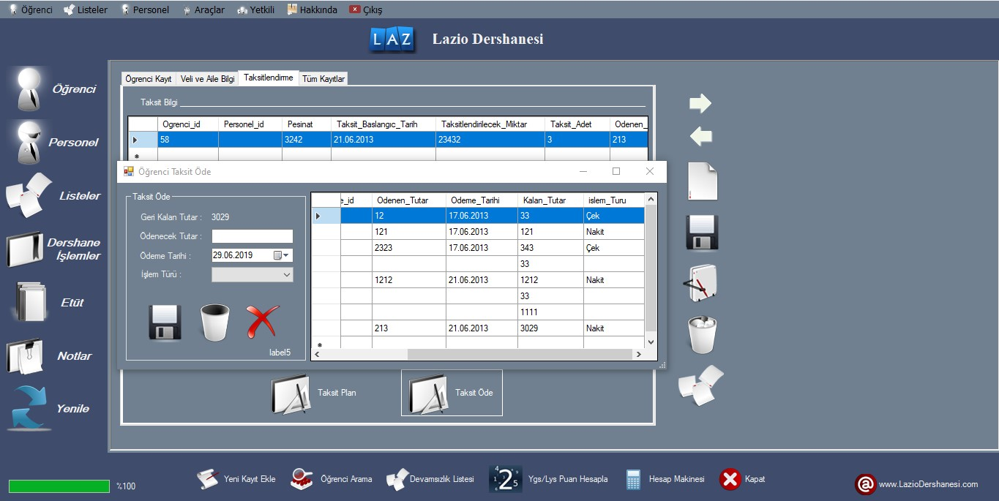 Öğrenci Listeler Personel Araçlar Yetkili Hakkında Çıkış
LAZ Lazio Dershanesi
Öğrenci
Personel
Listeler
Dershane İşlemler
Etüt
Notlar
Yenile
Ögrenci Kayıt Veli ve Aile Bilgi Taksitlendirme Tüm Kayıtlar
Taksit Bilgi
Ogrenci_id Personel_id Pesinat Taksit_Baslangıc_Tarih Taksitlendirilecek_Miktar Taksit_Adet Odenen_
58 3242 21.06.2013 23432 3 213
Öğrenci Taksit Öde
Taksit Öde
Geri Kalan Tutar : 3029
Ödenecek Tutar :
Ödeme Tarihi : 29.06.2019
İşlem Türü :
label5
e_id Odenen_Tutar Odeme_Tarihi Kalan_Tutar islem_Turu
12 17.06.2013 33 Çek
121 17.06.2013 121 Nakit
2323 17.06.2013 343 Çek
33
1212 21.06.2013 1212 Nakit
33
1111
213 21.06.2013 3029 Nakit
Taksit Plan Taksit Öde
%100 Yeni Kayıt Ekle Öğrenci Arama Devamsızlık Listesi Ygs/Lys Puan Hesapla Hesap Makinesi Kapat @ www.LazioDershanesi.com